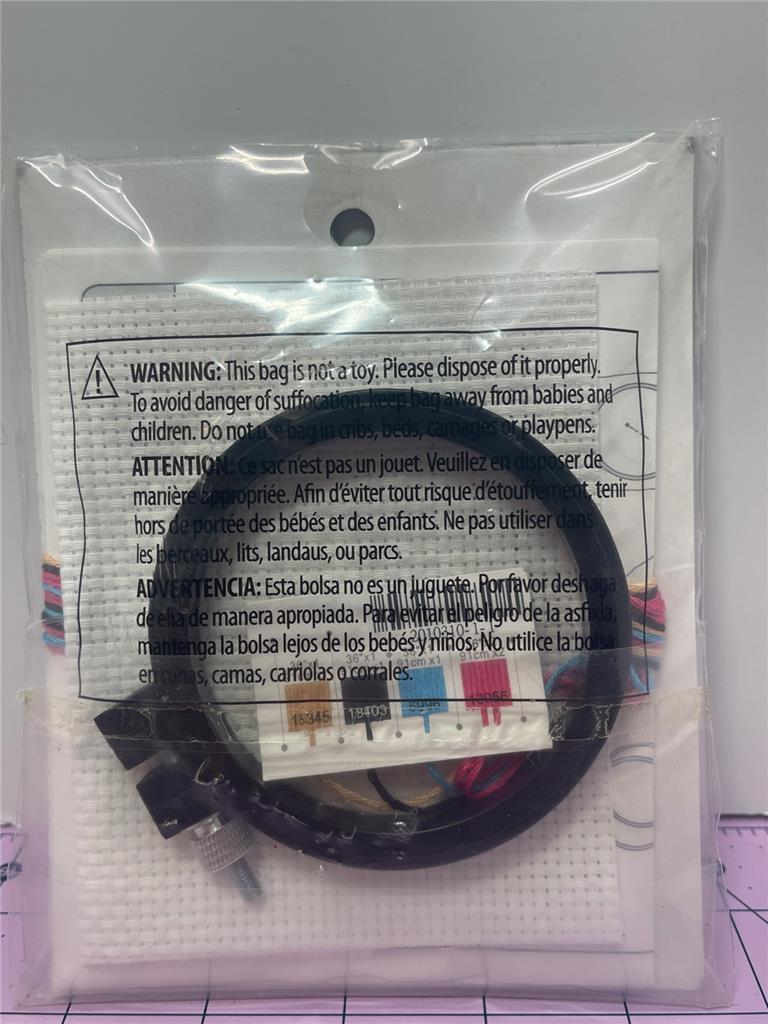 WARNING: This bag is not a toy. Please dispose of it properly.
To avoid danger of suffocation, keep bag away from babies and
children. Do not use bag in cribs, beds, carriages or playpens.
ATTENTION: Ce sac n'est pas un jouet. Veuillez en disposer de
manière appropriée. Afin d'éviter tout risque d'étouffement, tenir
hors de portée des bébés et des enfants. Ne pas utiliser dans
les berceaux, lits, landaus, ou parcs.
ADVERTENCIA: Esta bolsa no es un juguete. Por favor deshaga
de ella de manera apropiada. Para evitar el peligro de la asfixia,
mantenga la bolsa lejos de los bebés y niños. No utilice la bolsa
en cunas, camas, carriolas o corrales.
36"x1
91cm x1
91cm x2
15345
13403
13955